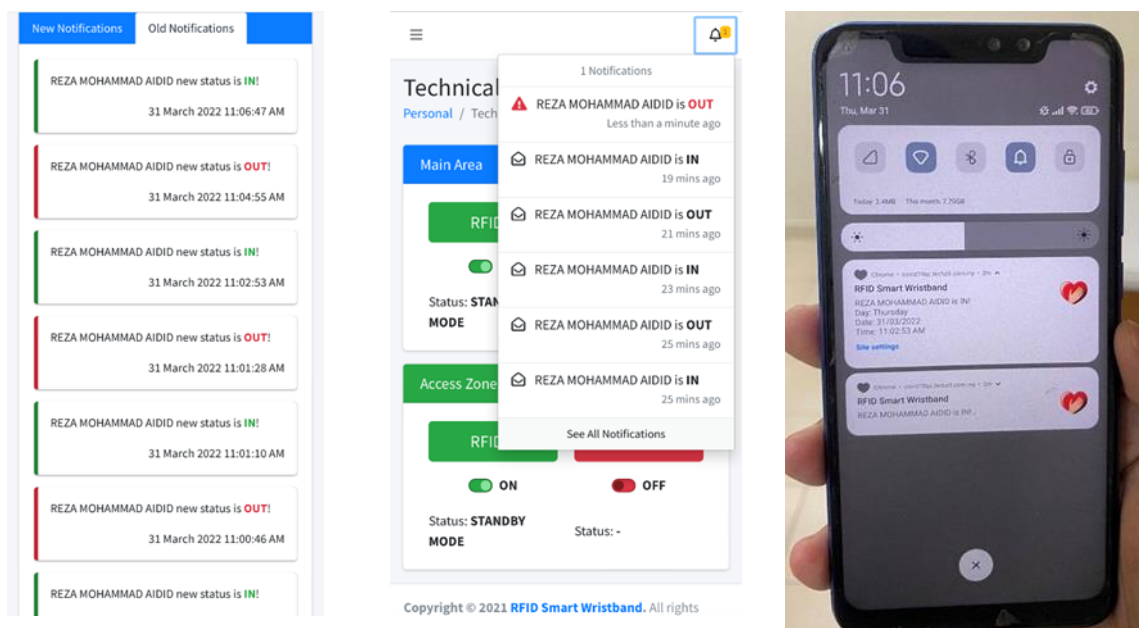 New Notifications
Old Notifications
REZA MOHAMMAD AIDID new status is IN!
31 March 2022 11:06:47 AM
REZA MOHAMMAD AIDID new status is OUT!
31 March 2022 11:04:55 AM
REZA MOHAMMAD AIDID new status is IN!
31 March 2022 11:02:53 AM
REZA MOHAMMAD AIDID new status is OUT!
31 March 2022 11:01:28 AM
REZA MOHAMMAD AIDID new status is IN!
31 March 2022 11:01:10 AM
REZA MOHAMMAD AIDID new status is OUT!
31 March 2022 11:00:46 AM
REZA MOHAMMAD AIDID new status is IN!
1
Technical
Personal / Tech
Main Area
RFID
Status: STAN
MODE
Access Zone
RFID
ON
OFF
Status: STANDBY
MODE
Status: -
1 Notifications
REZA MOHAMMAD AIDID is OUT
Less than a minute ago
REZA MOHAMMAD AIDID is IN
19 mins ago
REZA MOHAMMAD AIDID is OUT
21 mins ago
REZA MOHAMMAD AIDID is IN
23 mins ago
REZA MOHAMMAD AIDID is OUT
25 mins ago
REZA MOHAMMAD AIDID is IN
25 mins ago
See All Notifications
Copyright © 2021 RFID Smart Wristband. All rights
11:06
Thu, Mar 31
Today: 2.4MB This month: 7.70GB
Chrome
RFID Smart Wristband
REZA MOHAMMAD AIDID is IN!
Day: Thursday
Date: 31/03/2022
Time: 11:02:53 AM
Site settings
Chrome
RFID Smart Wristband
REZA MOHAMMAD AIDID is IN!